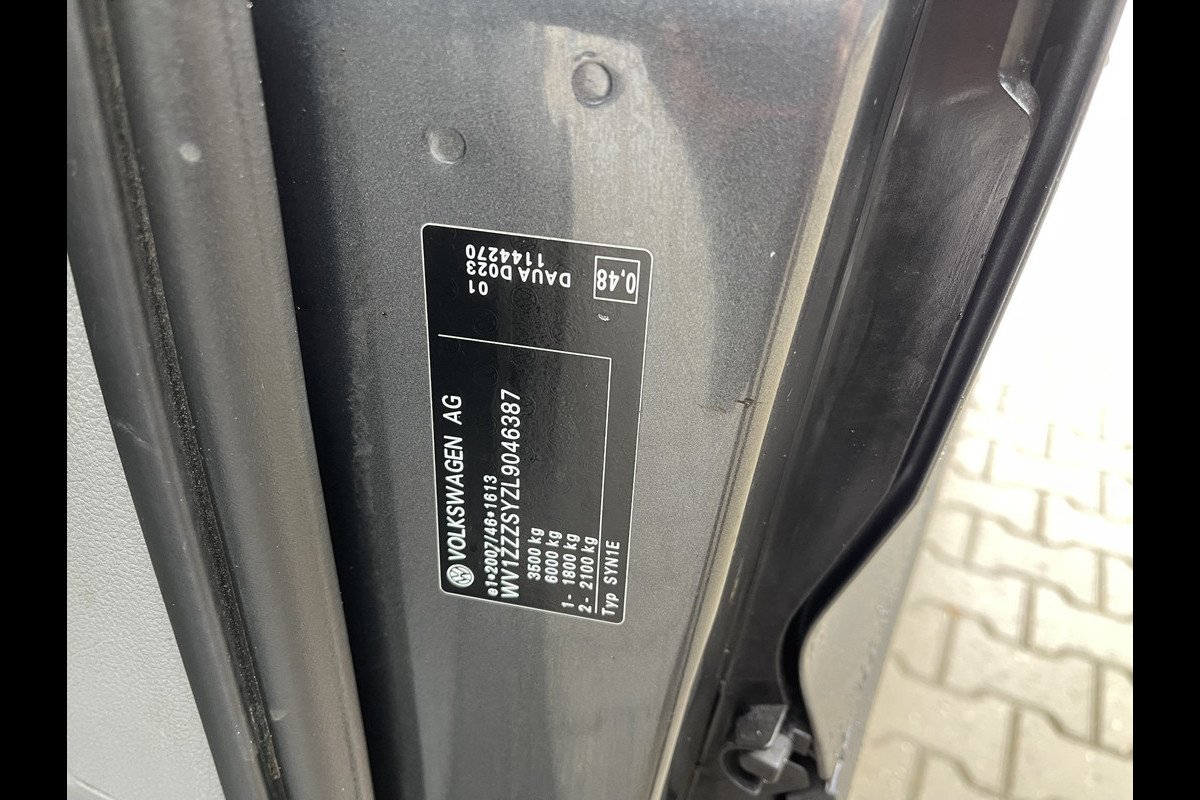 VOLKSWAGEN AG
e1*2007/46*1613
WV1ZZZSYZL9046387
3500 kg
6000 kg
1- 1800 kg
2- 2100 kg
Typ SYN1E
01
DAUA D023
1144270
0,48